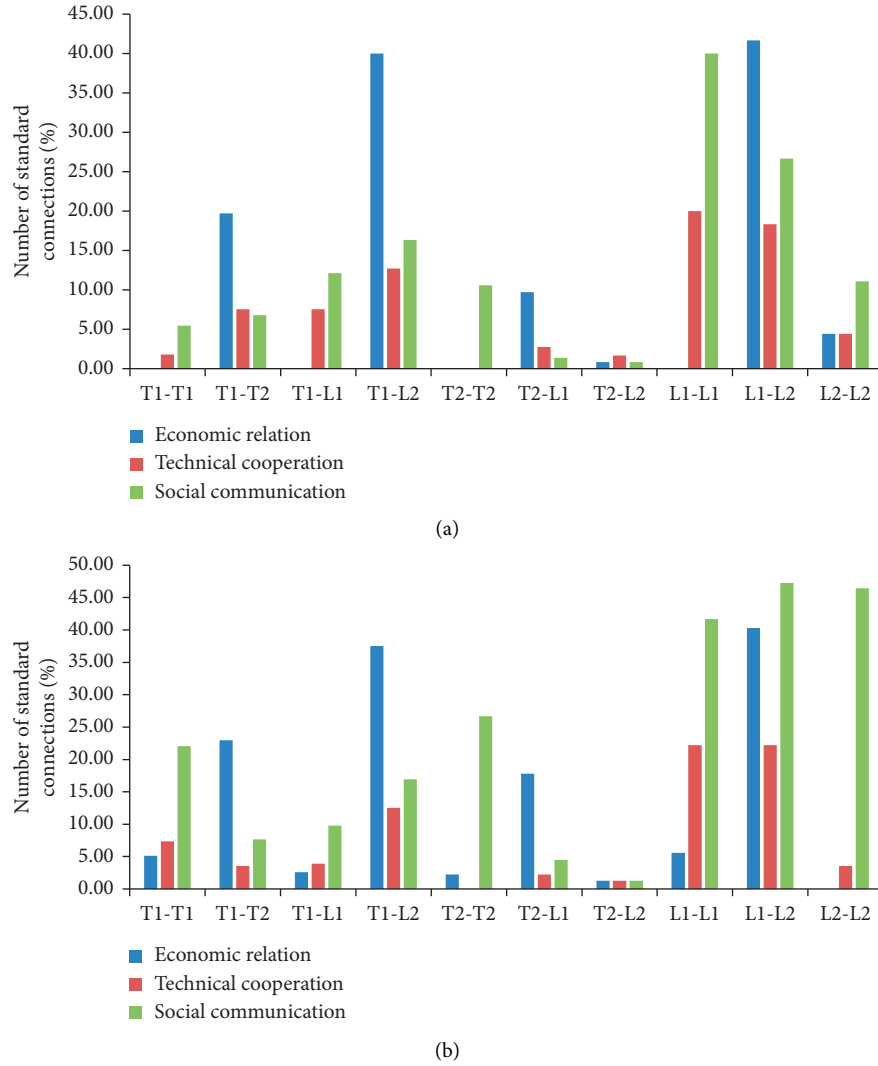 45.00
40.00
35.00
30.00
25.00
20.00
15.00
10.00
5.00
0.00
Number of standard
connections (%)
T1-T1 T1-T2 T1-L1 T1-L2 T2-T2 T2-L1 T2-L2 L1-L1 L1-L2 L2-L2
Economic relation
Technical cooperation
Social communication
(a)
50.00
45.00
40.00
35.00
30.00
25.00
20.00
15.00
10.00
5.00
0.00
Number of standard
connections (%)
T1-T1 T1-T2 T1-L1 T1-L2 T2-T2 T2-L1 T2-L2 L1-L1 L1-L2 L2-L2
Economic relation
Technical cooperation
Social communication
(b)